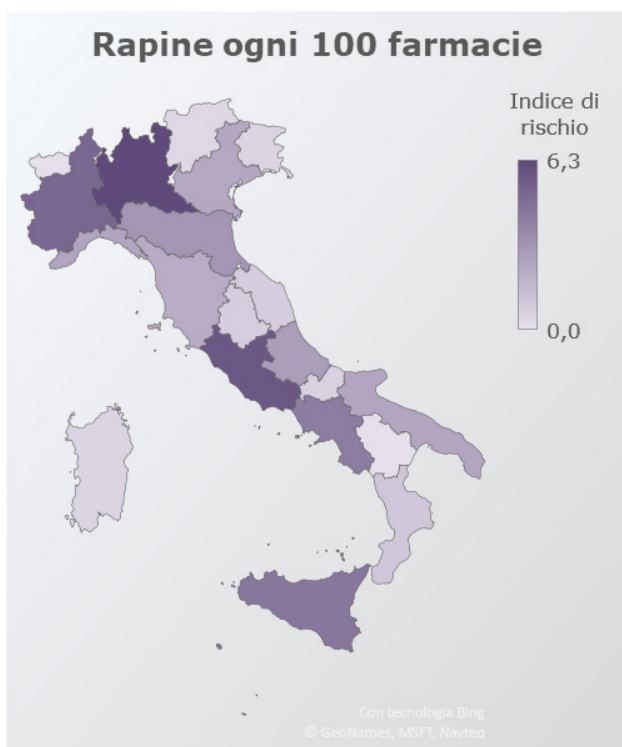 Rapine ogni 100 farmacie
Indice di
rischio
6,3
0,0
Con tecnologia Bing
© GeoNames, MSFT, Navteq